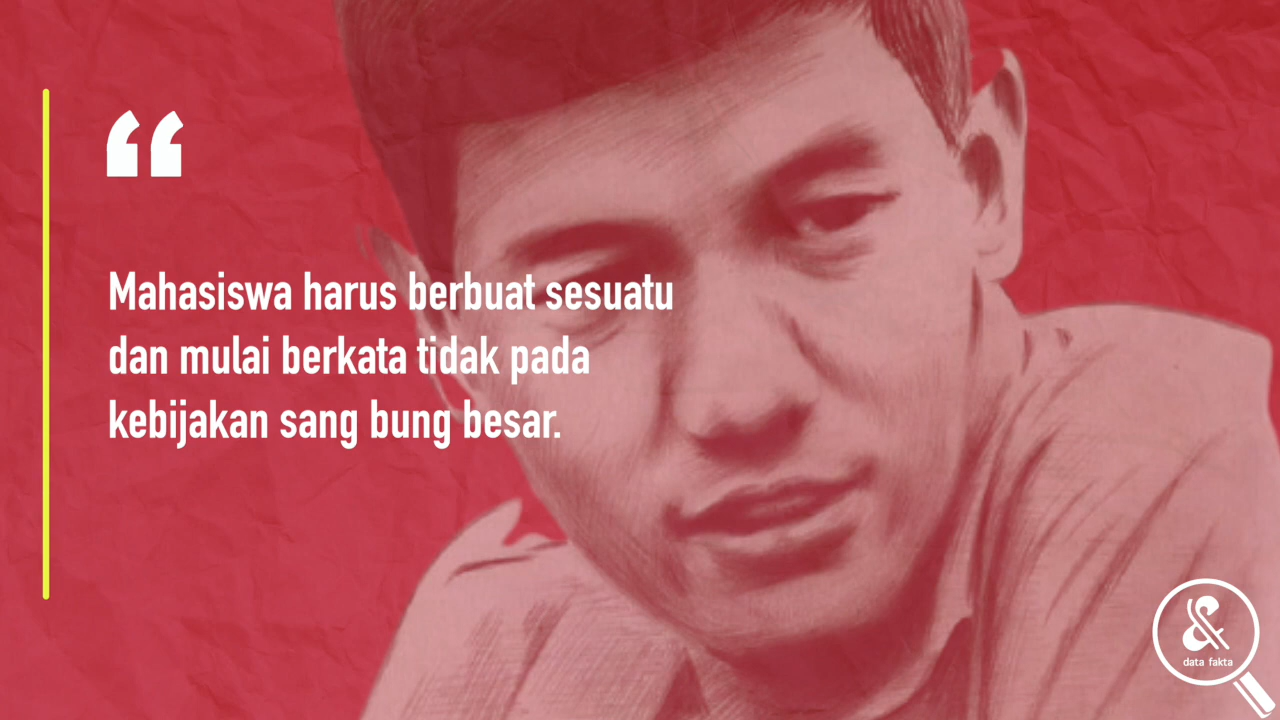 “
Mahasiswa harus berbuat sesuatu
dan mulai berkata tidak pada
kebijakan sang bung besar.
&
data fakta